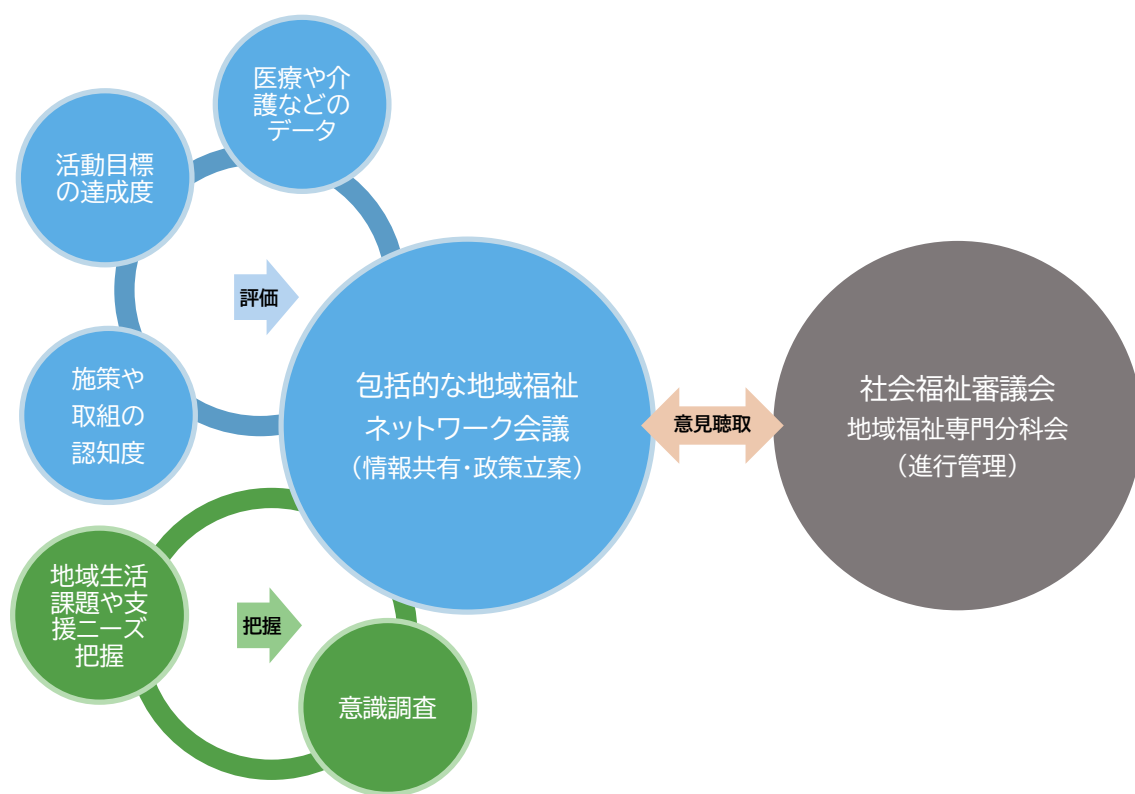 医療や介
護などの
データ
活動目標
の達成度
評価
施策や
取組の
認知度
包括的な地域福祉
ネットワーク会議
（情報共有・政策立案）
意見聴取
社会福祉審議会
地域福祉専門分科会
（進行管理）
地域生活
課題や支
援ニーズ
把握
把握
意識調査